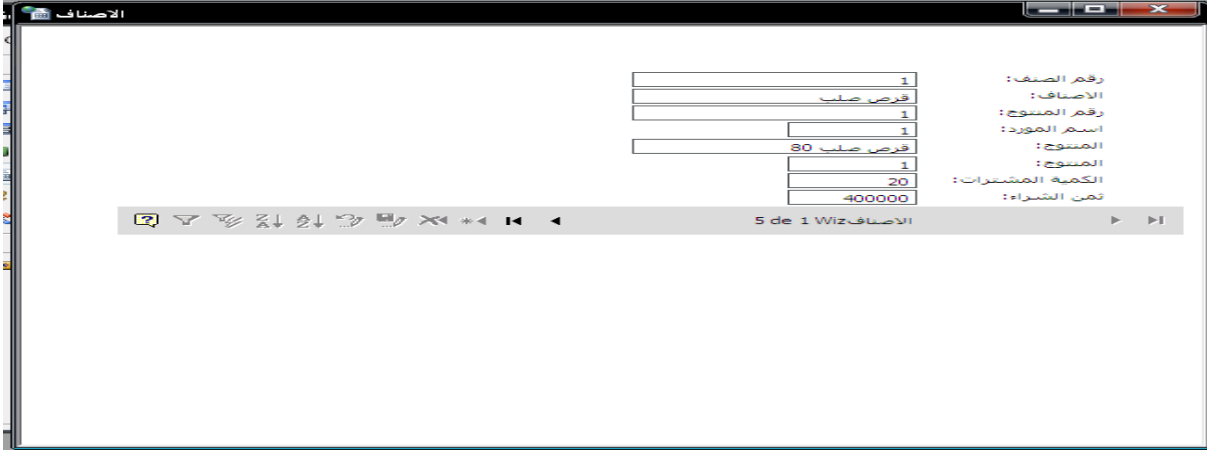 الاصناف
رقم الصنف: 1
الاصناف: قرص صلب
رقم المنتوج: 1
اسم المورد: 1
المنتوج: قرص صلب 80
المنتوج: 1
الكمية المشترات: 20
ثمن الشراء: 400000
5 de 1 Wizالاصناف